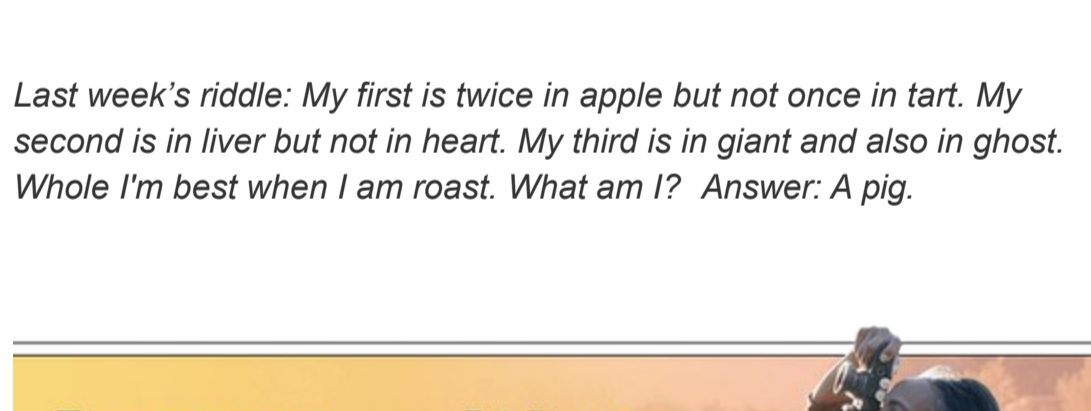 Last week’s riddle: My first is twice in apple but not once in tart. My
second is in liver but not in heart. My third is in giant and also in ghost.
Whole I'm best when I am roast. What am I?  Answer: A pig.